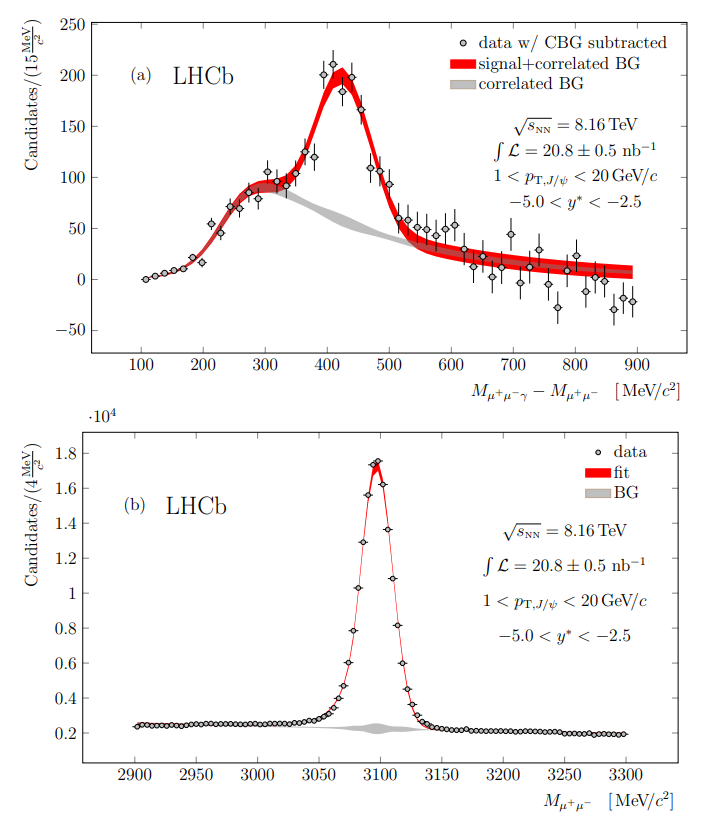 250
200
150
100
50
0
−50
Candidates/(15 MeV/c²)
(a) LHCb
data w/ CBG subtracted
signal+correlated BG
correlated BG
√sNN = 8.16 TeV
∫ ℒ = 20.8 ± 0.5 nb⁻¹
1 < pT,J/ψ < 20 GeV/c
−5.0 < y* < −2.5
100 200 300 400 500 600 700 800 900
Mμ⁺μ⁻γ − Mμ⁺μ⁻ [MeV/c²]
·10⁴
1.8
1.6
1.4
1.2
1
0.8
0.6
0.4
0.2
Candidates/(4 MeV/c²)
(b) LHCb
data
fit
BG
√sNN = 8.16 TeV
∫ ℒ = 20.8 ± 0.5 nb⁻¹
1 < pT,J/ψ < 20 GeV/c
−5.0 < y* < −2.5
2900 2950 3000 3050 3100 3150 3200 3250 3300
Mμ⁺μ⁻ [MeV/c²]